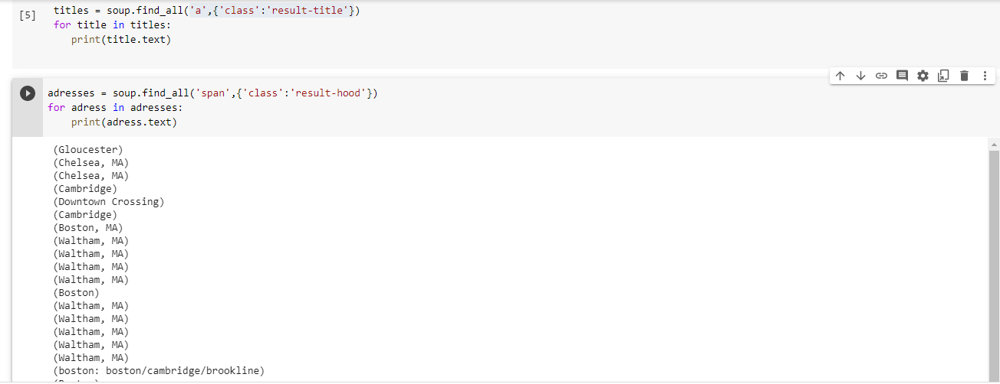 [5]
titles = soup.find_all('a',{'class':'result-title'})
for title in titles:
   print(title.text)
adresses = soup.find_all('span',{'class':'result-hood'})
for adress in adresses:
    print(adress.text)
(Gloucester)
(Chelsea, MA)
(Chelsea, MA)
(Cambridge)
(Downtown Crossing)
(Cambridge)
(Boston, MA)
(Waltham, MA)
(Waltham, MA)
(Waltham, MA)
(Waltham, MA)
(Boston)
(Waltham, MA)
(Waltham, MA)
(Waltham, MA)
(Waltham, MA)
(Waltham, MA)
(boston: boston/cambridge/brookline)